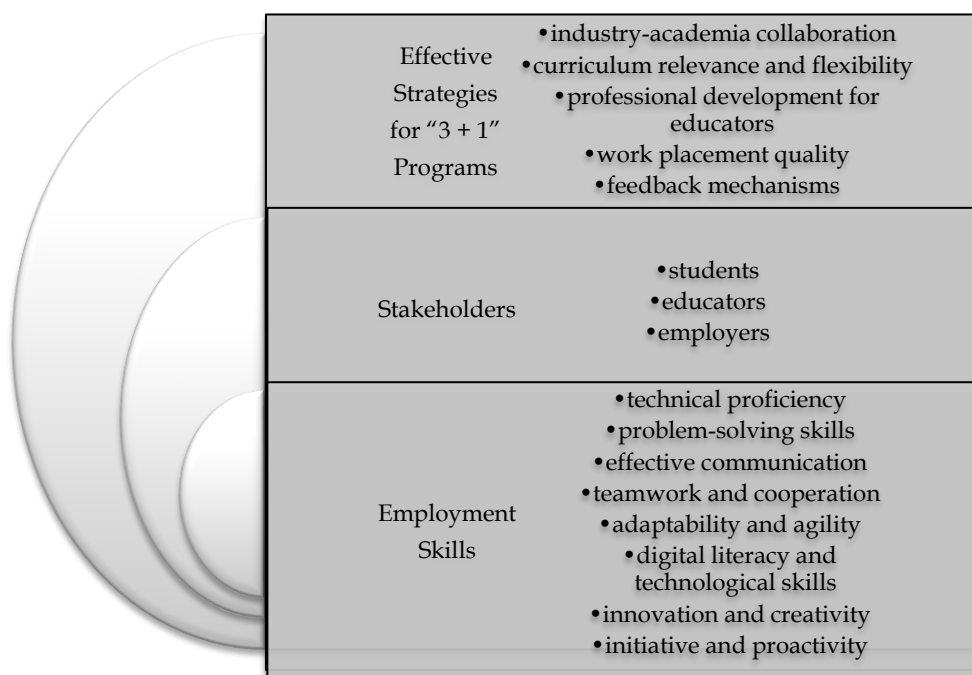 Effective
Strategies
for “3 + 1”
Programs
•industry-academia collaboration
•curriculum relevance and flexibility
•professional development for
educators
•work placement quality
•feedback mechanisms
Stakeholders
•students
•educators
•employers
Employment
Skills
•technical proficiency
•problem-solving skills
•effective communication
•teamwork and cooperation
•adaptability and agility
•digital literacy and
technological skills
•innovation and creativity
•initiative and proactivity